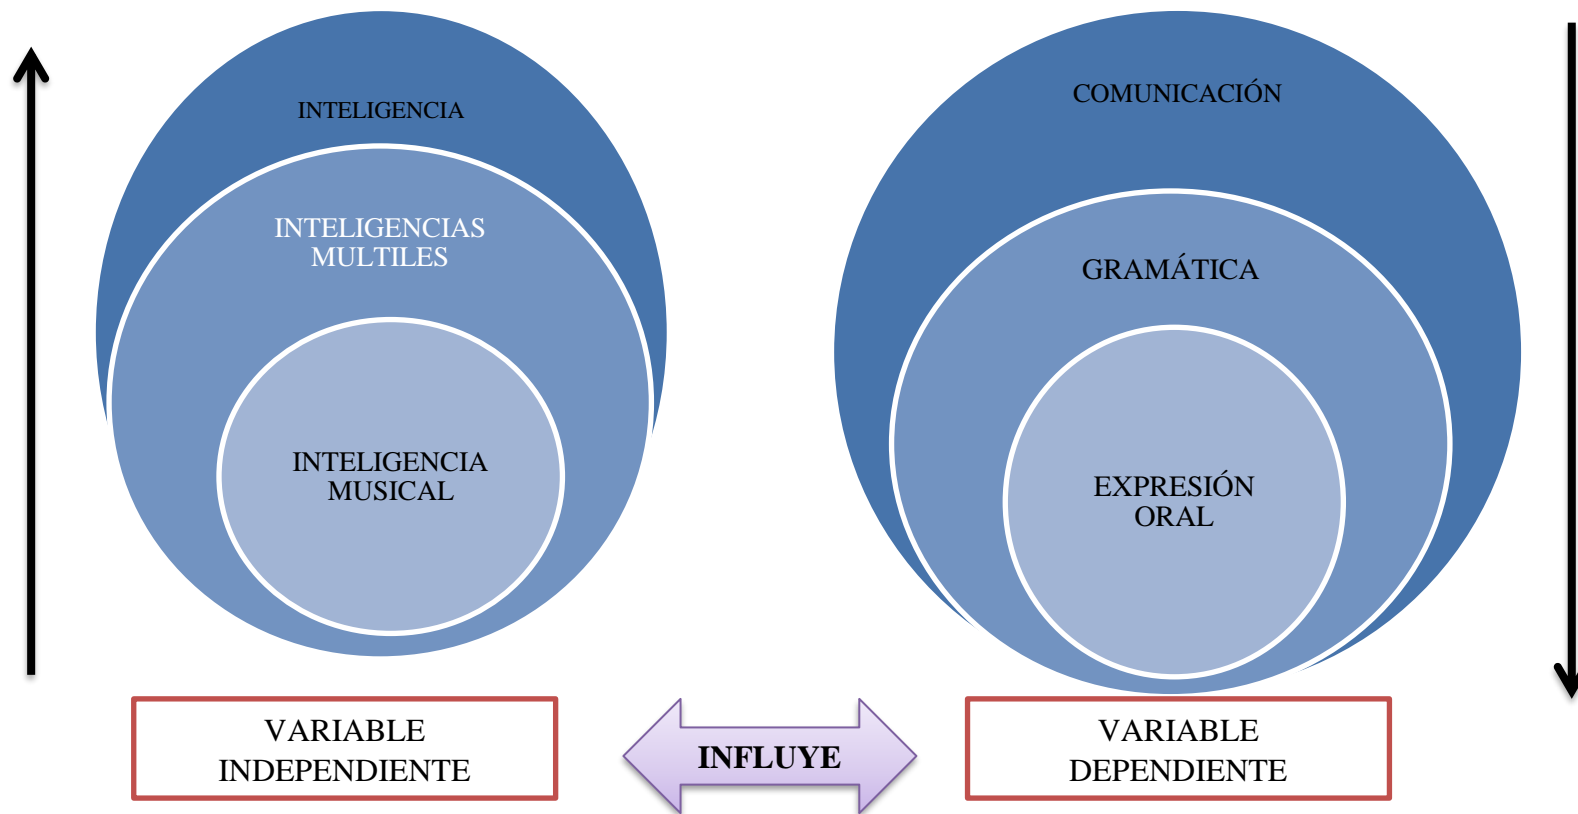 INTELIGENCIA
INTELIGENCIAS
MULTILES
INTELIGENCIA
MUSICAL
COMUNICACIÓN
GRAMÁTICA
EXPRESIÓN
ORAL
VARIABLE
INDEPENDIENTE
INFLUYE
VARIABLE
DEPENDIENTE